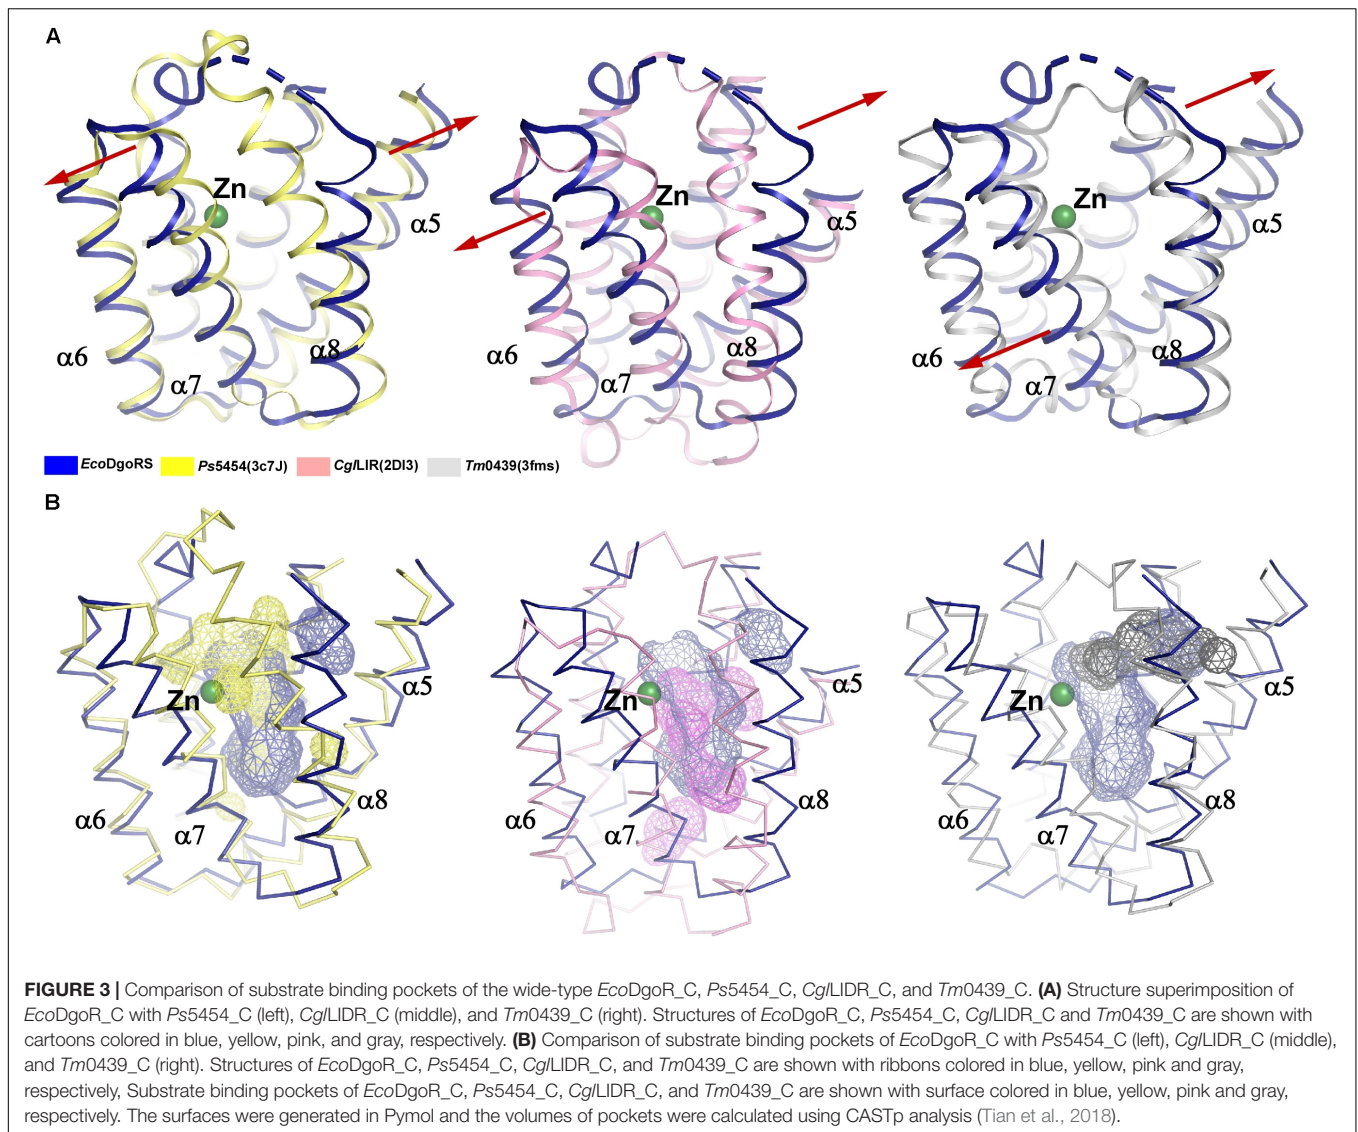 A
Zn
α5
α6
α7
α8
Zn
α5
α6
α7
α8
Zn
α5
α6
α7
α8
EcoDgoRS Ps5454(3c7J) CglLIR(2DI3) Tm0439(3fms)
B
Zn
α5
α6
α7
α8
Zn
α5
α6
α7
α8
Zn
α5
α6
α7
α8
FIGURE 3 | Comparison of substrate binding pockets of the wide-type EcoDgoR_C, Ps5454_C, CglLIDR_C, and Tm0439_C. (A) Structure superimposition of
EcoDgoR_C with Ps5454_C (left), CglLIDR_C (middle), and Tm0439_C (right). Structures of EcoDgoR_C, Ps5454_C, CglLIDR_C and Tm0439_C are shown with
cartoons colored in blue, yellow, pink, and gray, respectively. (B) Comparison of substrate binding pockets of EcoDgoR_C with Ps5454_C (left), CglLIDR_C (middle),
and Tm0439_C (right). Structures of EcoDgoR_C, Ps5454_C, CglLIDR_C, and Tm0439_C are shown with ribbons colored in blue, yellow, pink and gray,
respectively, Substrate binding pockets of EcoDgoR_C, Ps5454_C, CglLIDR_C, and Tm0439_C are shown with surface colored in blue, yellow, pink and gray,
respectively. The surfaces were generated in Pymol and the volumes of pockets were calculated using CASTp analysis (Tian et al., 2018).